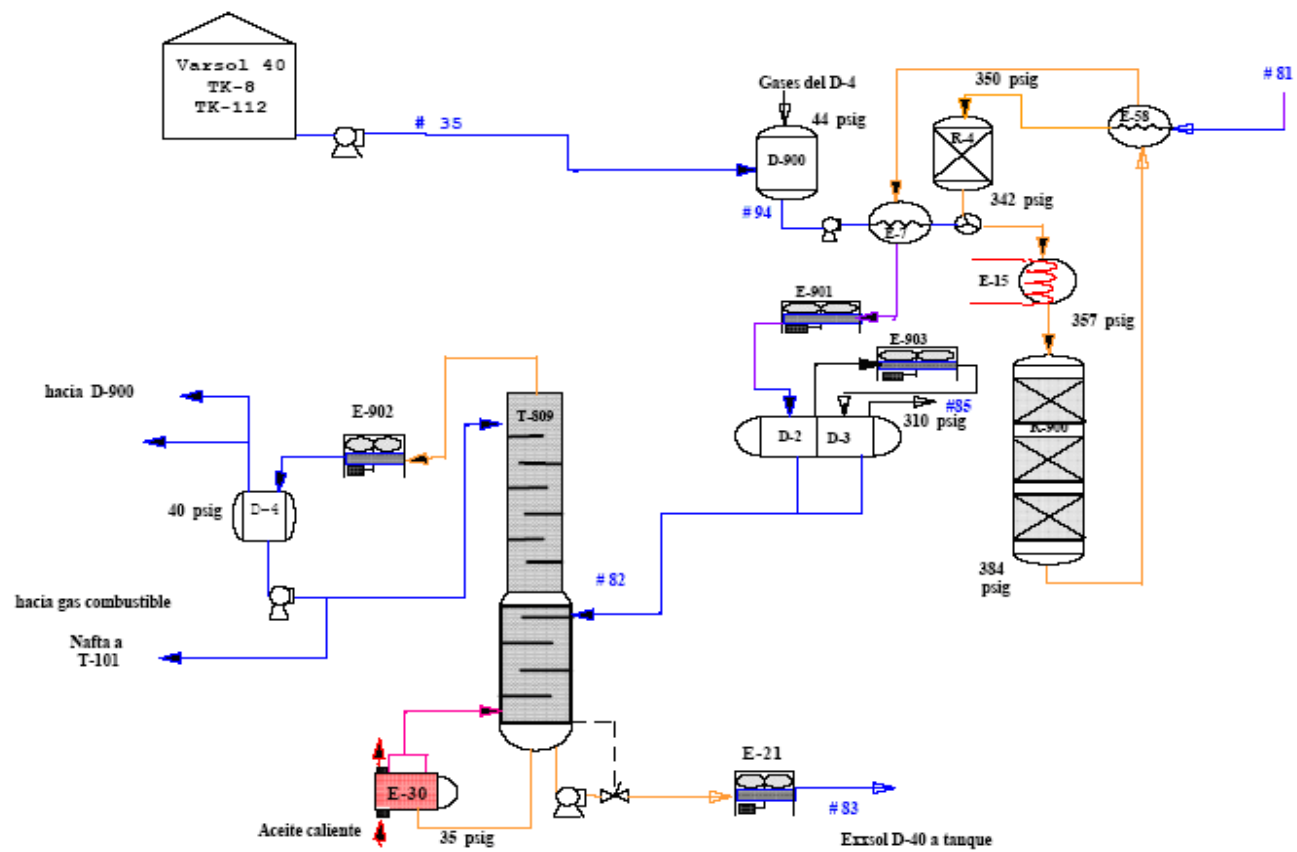 Varsol 40
TK-8
TK-112
# 35
Gases del D-4
44 psig
D-900
# 94
350 psig
# 81
E-58
R-4
342 psig
E-7
E-15
357 psig
E-901
E-903
#85
310 psig
D-2
D-3
R-900
384
psig
hacia D-900
E-902
T-809
D-4
40 psig
# 82
hacia gas combustible
Nafta a
T-101
E-30
Aceite caliente
35 psig
E-21
# 83
Exxsol D-40 a tanque